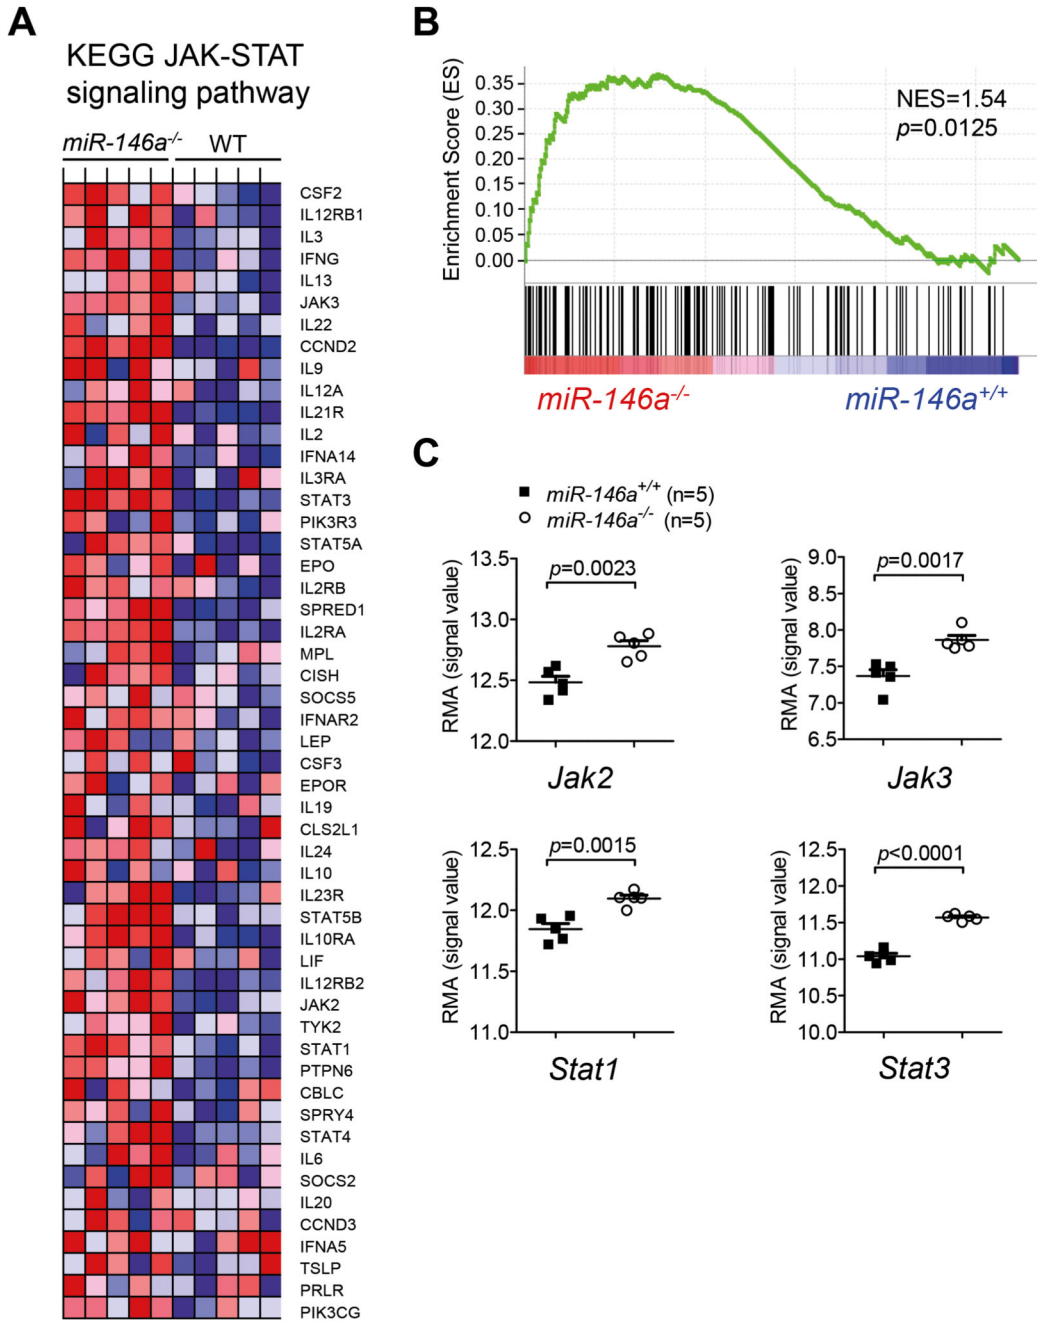 A
KEGG JAK-STAT
signaling pathway
miR-146a-/- WT
CSF2
IL12RB1
IL3
IFNG
IL13
JAK3
IL22
CCND2
IL9
IL12A
IL21R
IL2
IFNA14
IL3RA
STAT3
PIK3R3
STAT5A
EPO
IL2RB
SPRED1
IL2RA
MPL
CISH
SOCS5
IFNAR2
LEP
CSF3
EPOR
IL19
CLS2L1
IL24
IL10
IL23R
STAT5B
IL10RA
LIF
IL12RB2
JAK2
TYK2
STAT1
PTPN6
CBLC
SPRY4
STAT4
IL6
SOCS2
IL20
CCND3
IFNA5
TSLP
PRLR
PIK3CG
B
Enrichment Score (ES)
0.35
0.30
0.25
0.20
0.15
0.10
0.05
0.00
NES=1.54
p=0.0125
miR-146a-/- miR-146a+/+
C
miR-146a+/+ (n=5)
miR-146a-/- (n=5)
RMA (signal value)
13.5
13.0
12.5
12.0
p=0.0023
Jak2
RMA (signal value)
9.0
8.5
8.0
7.5
7.0
6.5
p=0.0017
Jak3
RMA (signal value)
12.5
12.0
11.5
11.0
p=0.0015
Stat1
RMA (signal value)
12.5
12.0
11.5
11.0
10.5
10.0
p<0.0001
Stat3